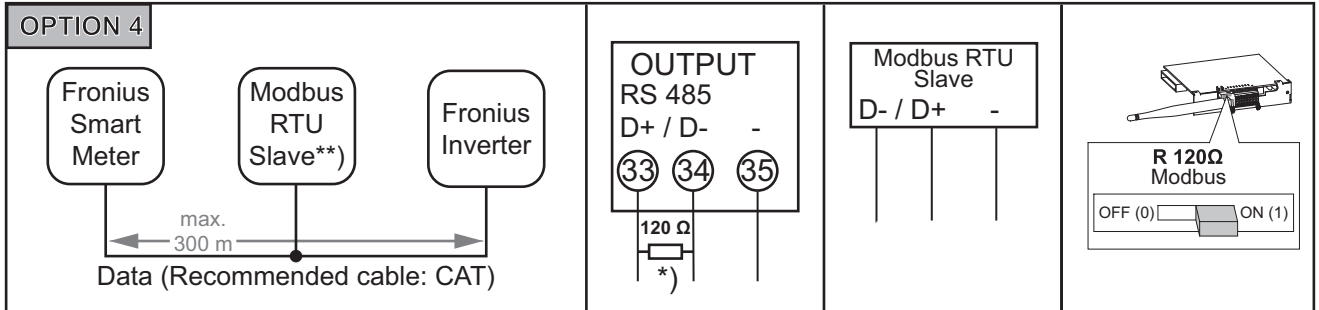 OPTION 4
Fronius
Smart
Meter
Modbus
RTU
Slave**)
Fronius
Inverter
max.
300 m
Data (Recommended cable: CAT)
OUTPUT
RS 485
D+ / D- -
33 34 35
120 Ω
*)
Modbus RTU
Slave
D- / D+ -
R 120Ω
Modbus
OFF (0) ON (1)